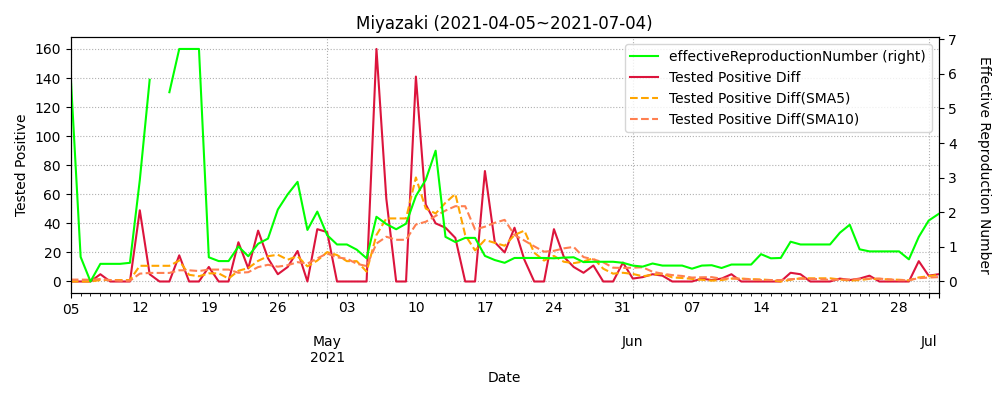 Miyazaki (2021-04-05~2021-07-04)
effectiveReproductionNumber (right)
Tested Positive Diff
Tested Positive Diff(SMA5)
Tested Positive Diff(SMA10)
Tested Positive
160
140
120
100
80
60
40
20
0
Effective Reproduction Number
7
6
5
4
3
2
1
0
05 12 19 26 03 10 17 24 31 07 14 21 28
May Jun Jul
2021
Date